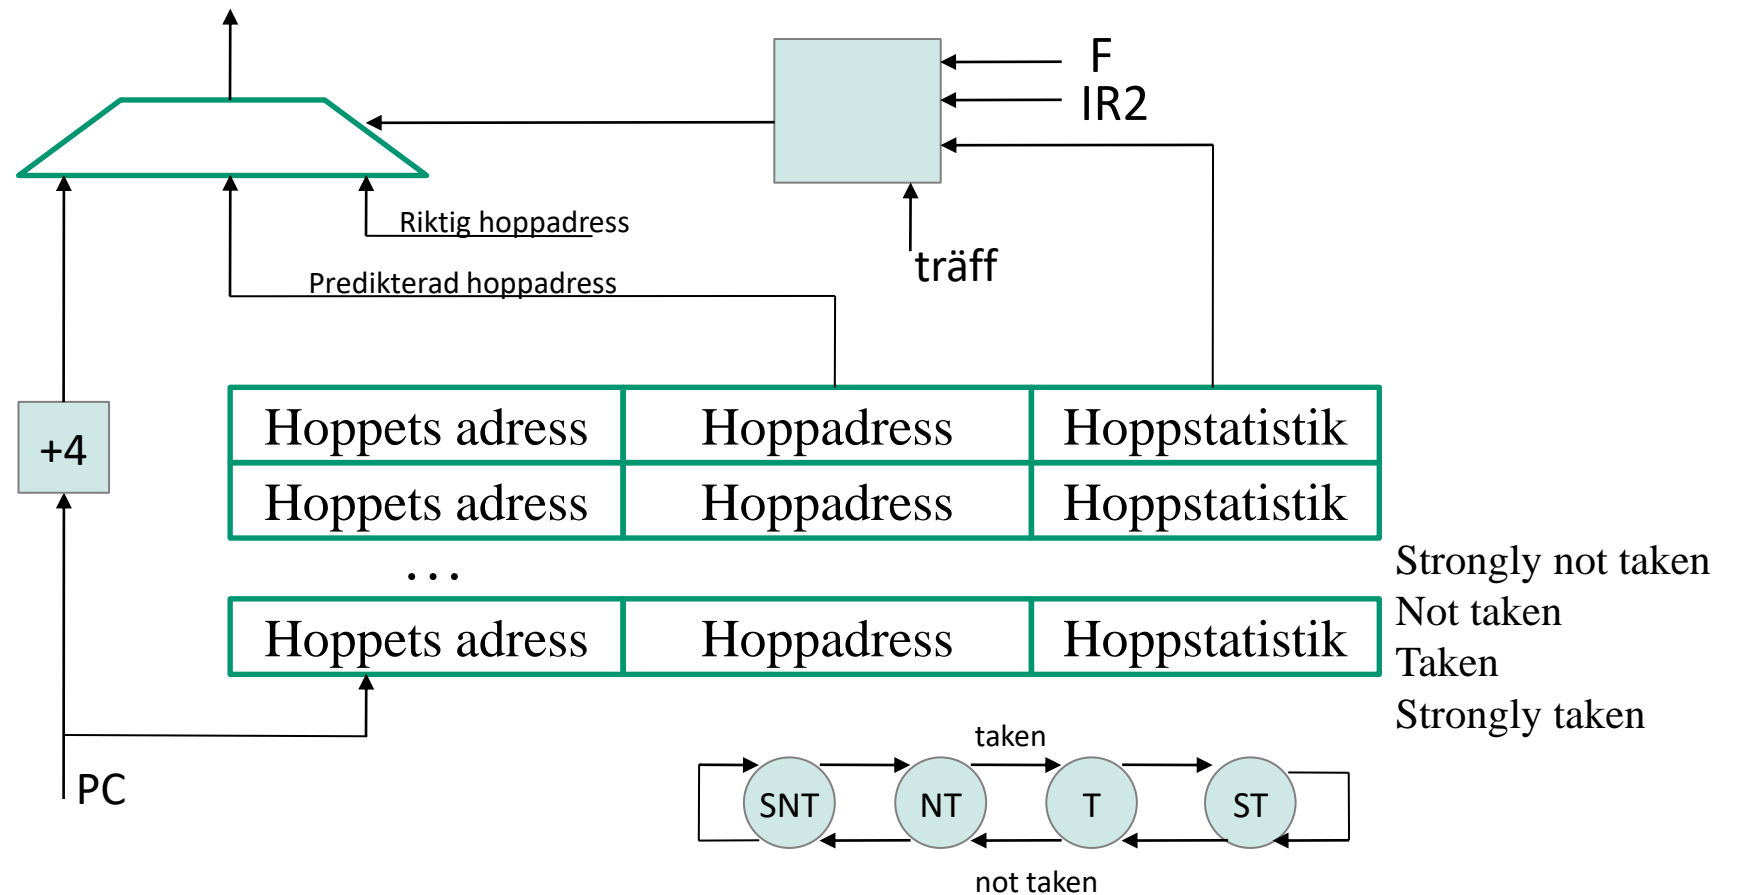 F
IR2
Riktig hoppadress
träff
Predikterad hoppadress
+4
Hoppets adress Hoppadress Hoppstatistik
Hoppets adress Hoppadress Hoppstatistik
...
Hoppets adress Hoppadress Hoppstatistik
Strongly not taken
Not taken
Taken
Strongly taken
PC
taken
SNT NT T ST
not taken